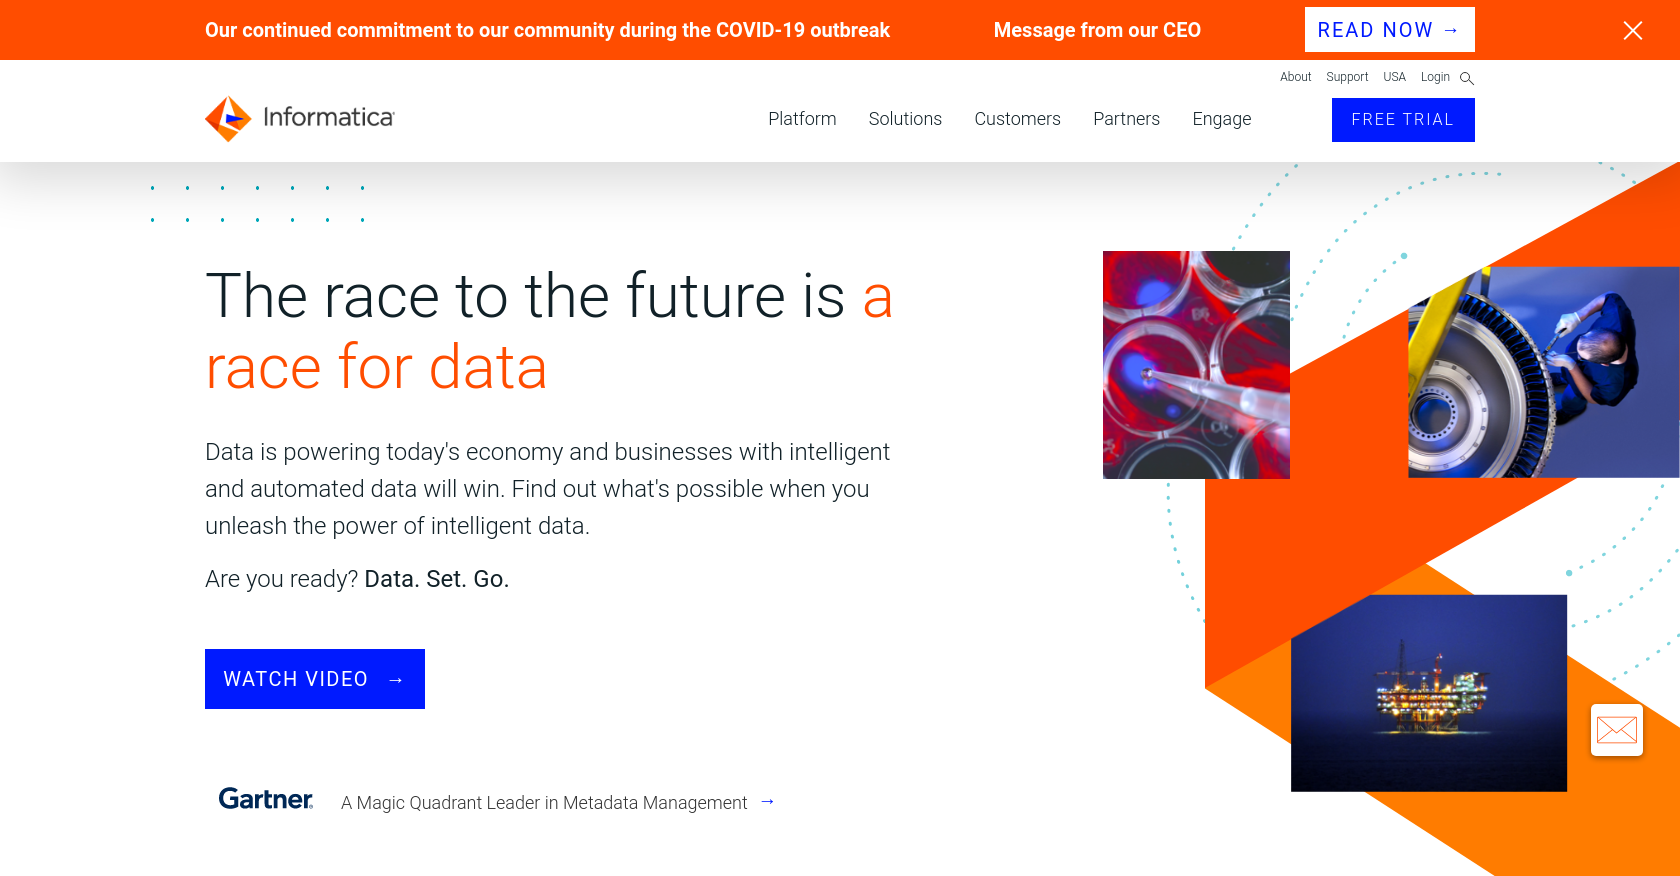 Our continued commitment to our community during the COVID-19 outbreak
Message from our CEO
READ NOW →
About Support USA Login
Informatica
Platform Solutions Customers Partners Engage
FREE TRIAL
The race to the future is a
race for data
Data is powering today's economy and businesses with intelligent
and automated data will win. Find out what's possible when you
unleash the power of intelligent data.
Are you ready? Data. Set. Go.
WATCH VIDEO →
Gartner®
A Magic Quadrant Leader in Metadata Management →